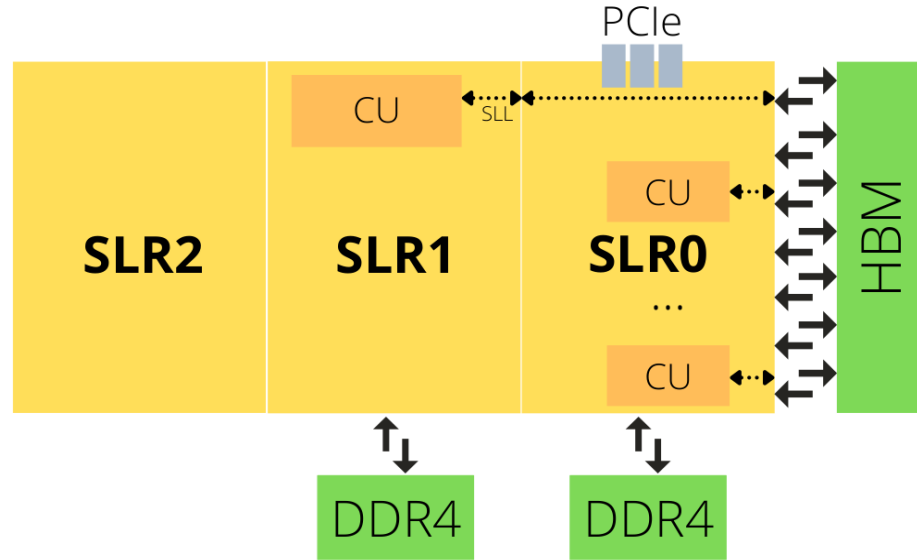 PCIe
CU
SLL
CU
HBM
SLR2
SLR1
SLR0
...
CU
DDR4
DDR4